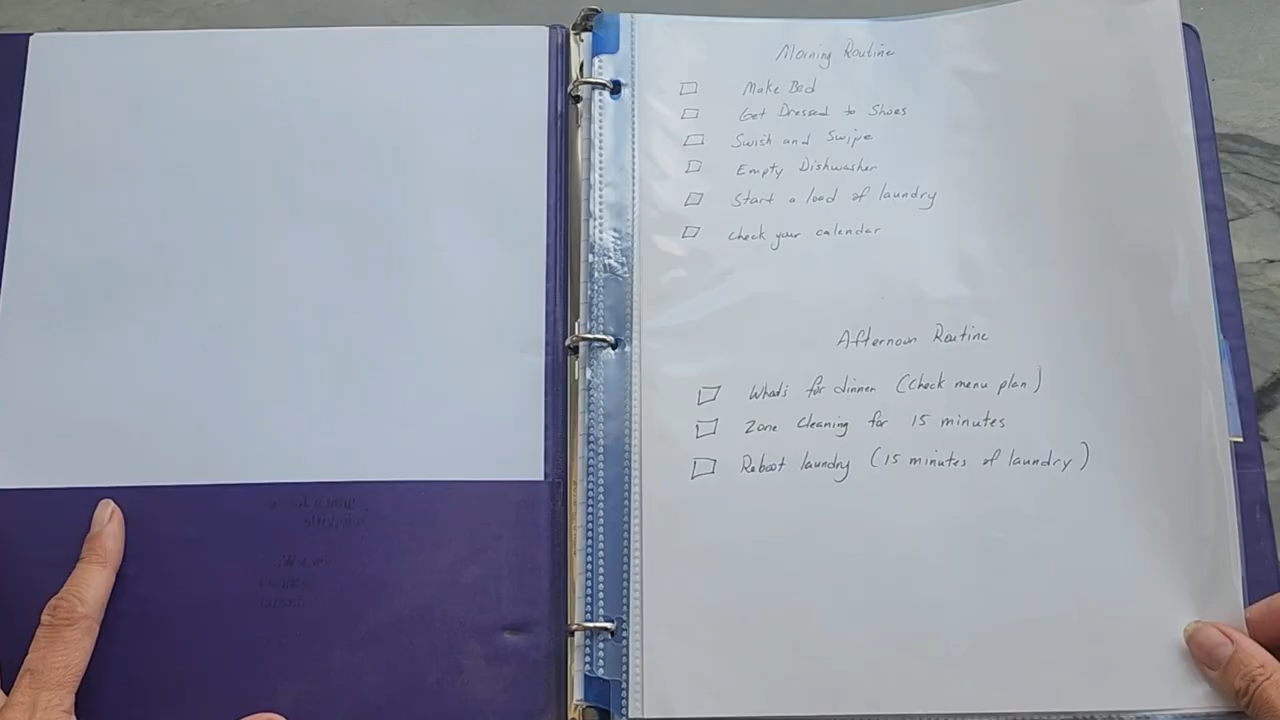 Morning Routine
Make Bed
Get Dressed to Shoes
Swish and Swipe
Empty Dishwasher
Start a load of laundry
Check your calendar
Afternoon Routine
What's for dinner (Check menu plan)
Zone Cleaning for 15 minutes
Reboot laundry (15 minutes of laundry)